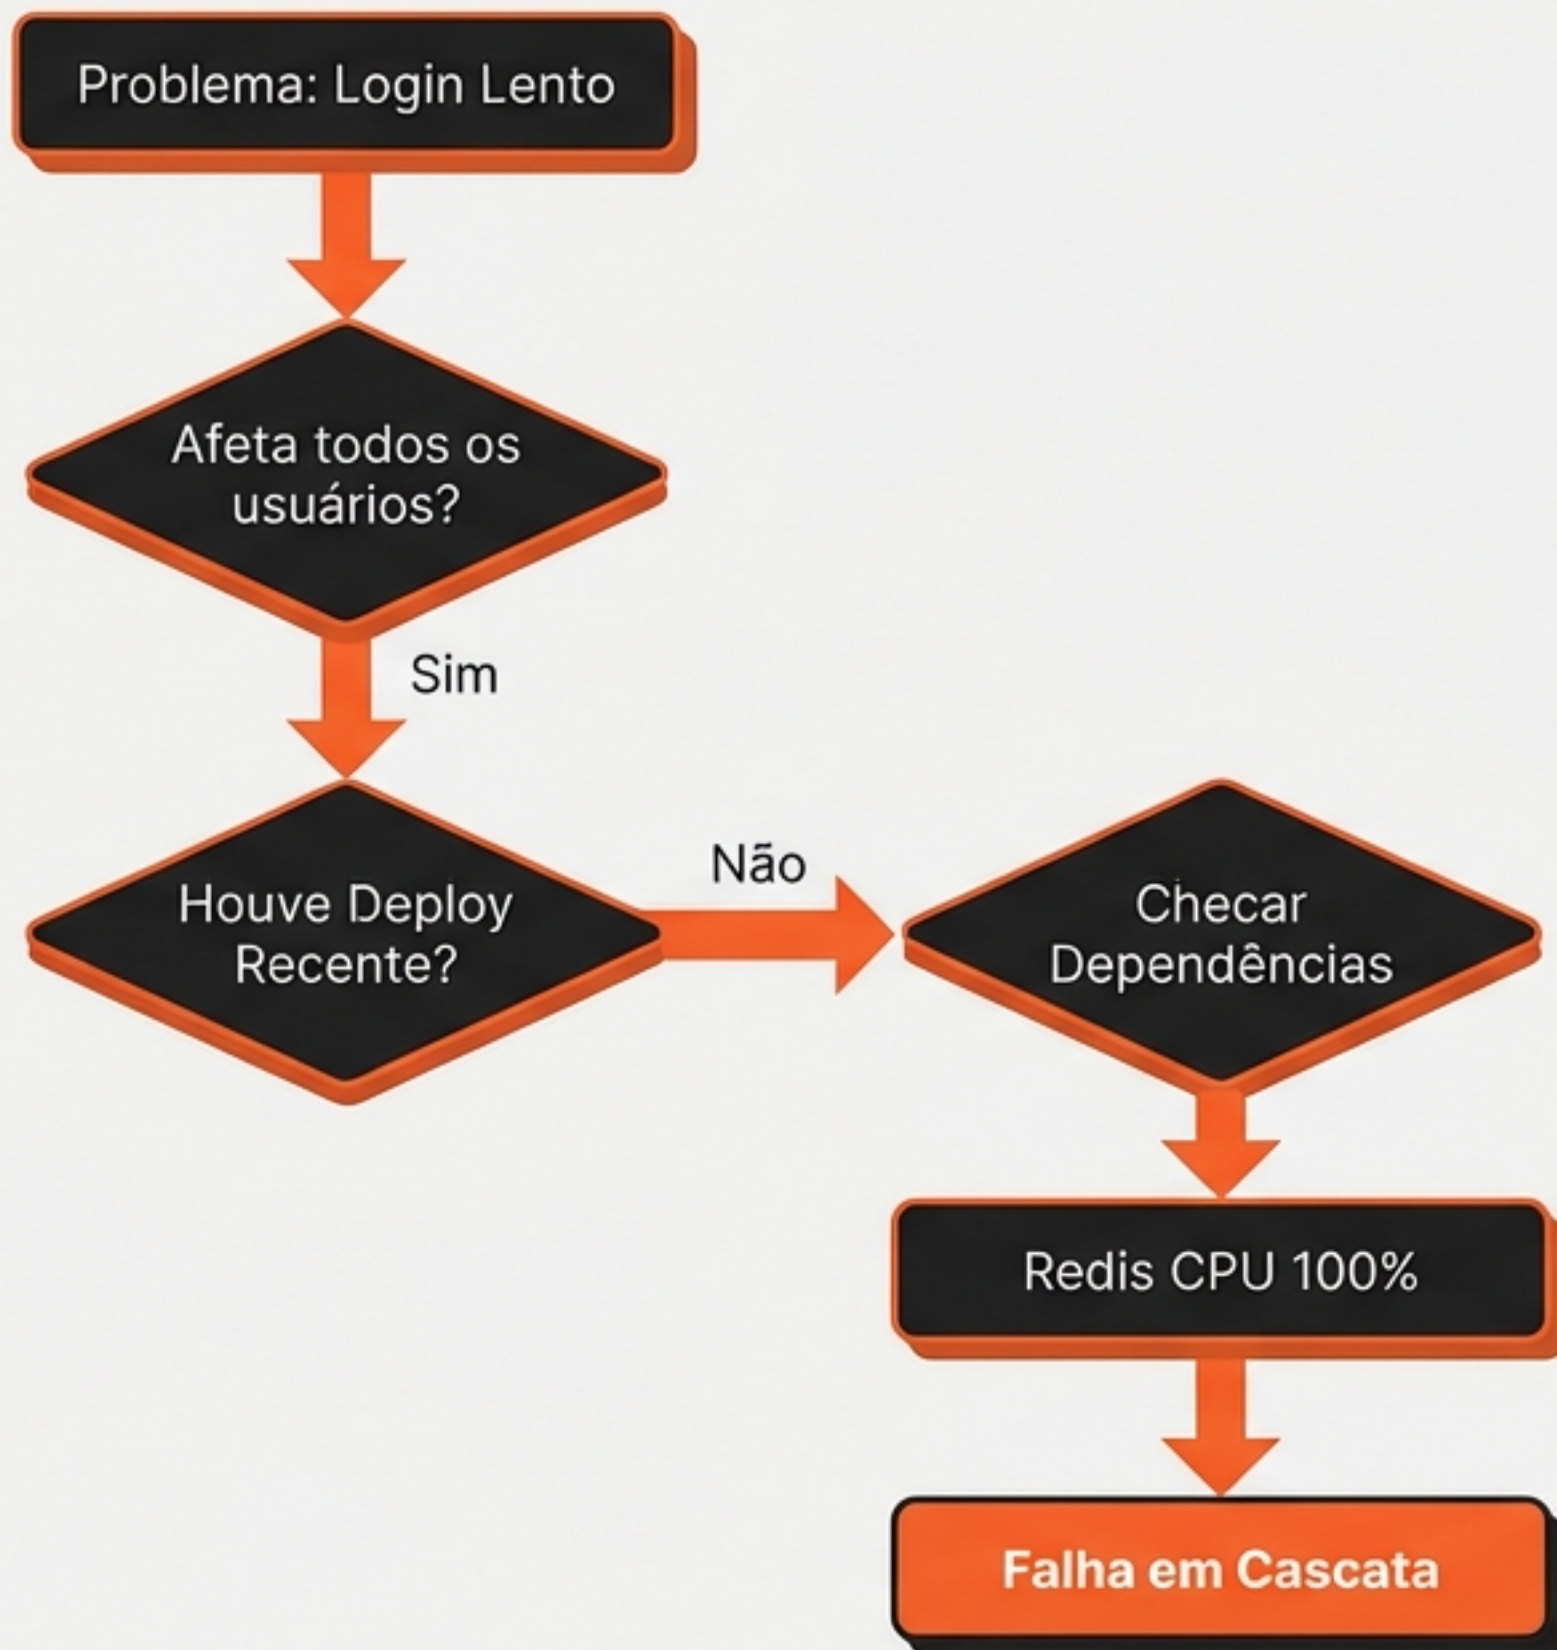 Problema: Login Lento
Afeta todos os
usuários?
Sim
Houve Deploy
Recente?
Não
Checar
Dependências
Redis CPU 100%
Falha em Cascata